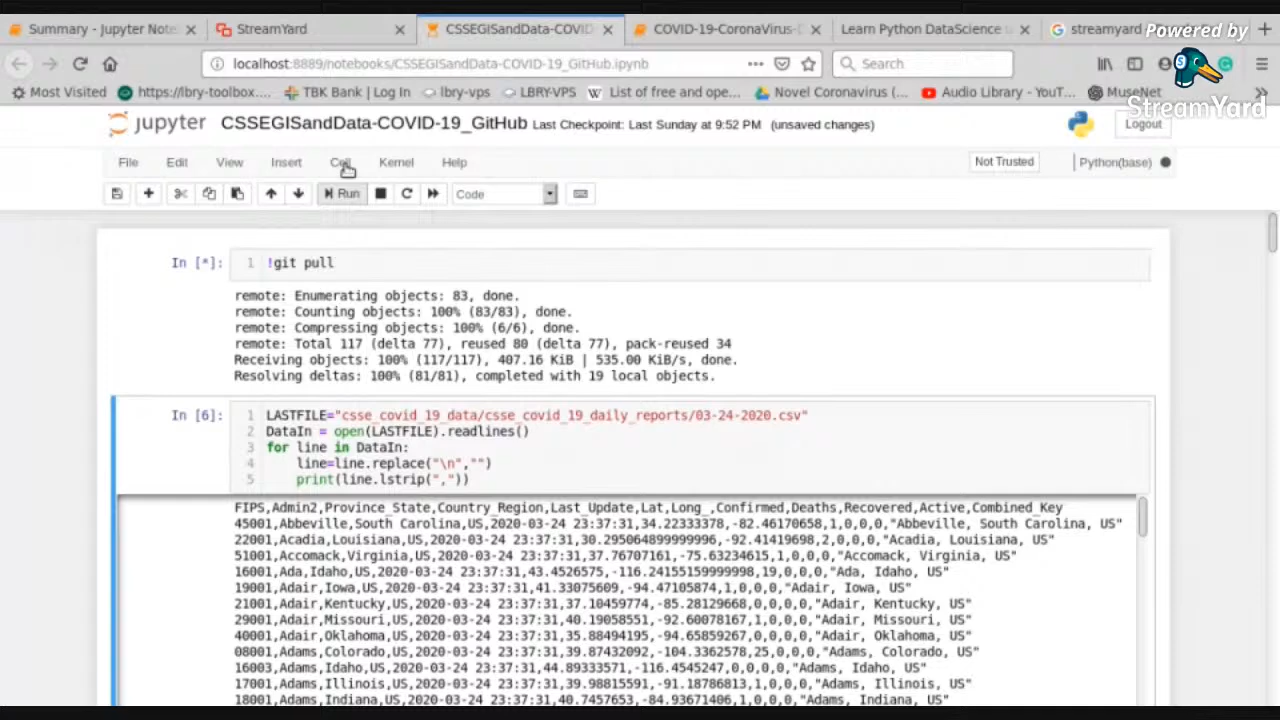 Summary - Jupyter Note
StreamYard
CSSEGISandData-COVID
COVID-19-CoronaVirus-D
Learn Python DataScience
streamyard
Powered by
localhost:8889/notebooks/CSSEGISandData-COVID-19_GitHub.ipynb
Search
Most Visited
https://lbry-toolbox....
TBK Bank | Log In
lbry-vps
LBRY-VPS
List of free and ope...
Novel Coronavirus (...
Audio Library - YouT...
MuseNet
StreamYard
jupyter
CSSEGISandData-COVID-19_GitHub Last Checkpoint: Last Sunday at 9:52 PM (unsaved changes)
Logout
File Edit View Insert Cell Kernel Help
Not Trusted
Python(base)
Run
Code
In [*]: 1 !git pull
remote: Enumerating objects: 83, done.
remote: Counting objects: 100% (83/83), done.
remote: Compressing objects: 100% (6/6), done.
remote: Total 117 (delta 77), reused 80 (delta 77), pack-reused 34
Receiving objects: 100% (117/117), 407.16 KiB | 535.00 KiB/s, done.
Resolving deltas: 100% (81/81), completed with 19 local objects.
In [6]: 1 LASTFILE="csse_covid_19_data/csse_covid_19_daily_reports/03-24-2020.csv"
2 DataIn = open(LASTFILE).readlines()
3 for line in DataIn:
4 line=line.replace("\n","")
5 print(line.lstrip(","))
FIPS,Admin2,Province_State,Country_Region,Last_Update,Lat,Long_,Confirmed,Deaths,Recovered,Active,Combined_Key
45001,Abbeville,South Carolina,US,2020-03-24 23:37:31,34.22333378,-82.46170658,1,0,0,0,"Abbeville, South Carolina, US"
22001,Acadia,Louisiana,US,2020-03-24 23:37:31,30.295064899999996,-92.41419698,2,0,0,0,"Acadia, Louisiana, US"
51001,Accomack,Virginia,US,2020-03-24 23:37:31,37.76707161,-75.63234615,1,0,0,0,"Accomack, Virginia, US"
16001,Ada,Idaho,US,2020-03-24 23:37:31,43.4526575,-116.24155159999998,19,0,0,0,"Ada, Idaho, US"
19001,Adair,Iowa,US,2020-03-24 23:37:31,41.33075609,-94.47105874,1,0,0,0,"Adair, Iowa, US"
21001,Adair,Kentucky,US,2020-03-24 23:37:31,37.10459774,-85.28129668,0,0,0,0,"Adair, Kentucky, US"
29001,Adair,Missouri,US,2020-03-24 23:37:31,40.19058551,-92.60078167,1,0,0,0,"Adair, Missouri, US"
40001,Adair,Oklahoma,US,2020-03-24 23:37:31,35.88494195,-94.65859267,0,0,0,0,"Adair, Oklahoma, US"
08001,Adams,Colorado,US,2020-03-24 23:37:31,39.87432092,-104.3362578,25,0,0,0,"Adams, Colorado, US"
16003,Adams,Idaho,US,2020-03-24 23:37:31,44.89333571,-116.4545247,0,0,0,0,"Adams, Idaho, US"
17001,Adams,Illinois,US,2020-03-24 23:37:31,39.98815591,-91.18786813,1,0,0,0,"Adams, Illinois, US"
18001,Adams,Indiana,US,2020-03-24 23:37:31,40.7457653,-84.93671406,1,0,0,0,"Adams, Indiana, US"